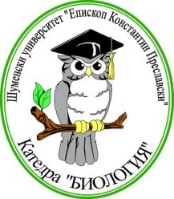 Шуменски университет "Епископ Константин Преславски"
Катедра "БИОЛОГИЯ"